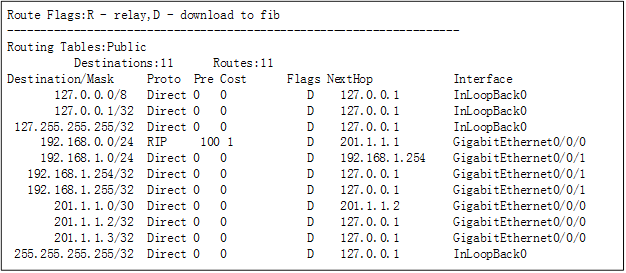 Route Flags:R - relay,D - download to fib
----------------------------------------------------------------
Routing Tables:Public
Destinations:11 Routes:11
Destination/Mask Proto Pre Cost Flags NextHop Interface
127.0.0.0/8 Direct 0 0 D 127.0.0.1 InLoopBack0
127.0.0.1/32 Direct 0 0 D 127.0.0.1 InLoopBack0
127.255.255.255/32 Direct 0 0 D 127.0.0.1 InLoopBack0
192.168.0.0/24 RIP 100 1 D 201.1.1.1 GigabitEthernet0/0/0
192.168.1.0/24 Direct 0 0 D 192.168.1.254 GigabitEthernet0/0/1
192.168.1.254/32 Direct 0 0 D 127.0.0.1 GigabitEthernet0/0/1
192.168.1.255/32 Direct 0 0 D 127.0.0.1 GigabitEthernet0/0/1
201.1.1.0/30 Direct 0 0 D 201.1.1.2 GigabitEthernet0/0/0
201.1.1.2/32 Direct 0 0 D 127.0.0.1 GigabitEthernet0/0/0
201.1.1.3/32 Direct 0 0 D 127.0.0.1 GigabitEthernet0/0/0
255.255.255.255/32 Direct 0 0 D 127.0.0.1 InLoopBack0